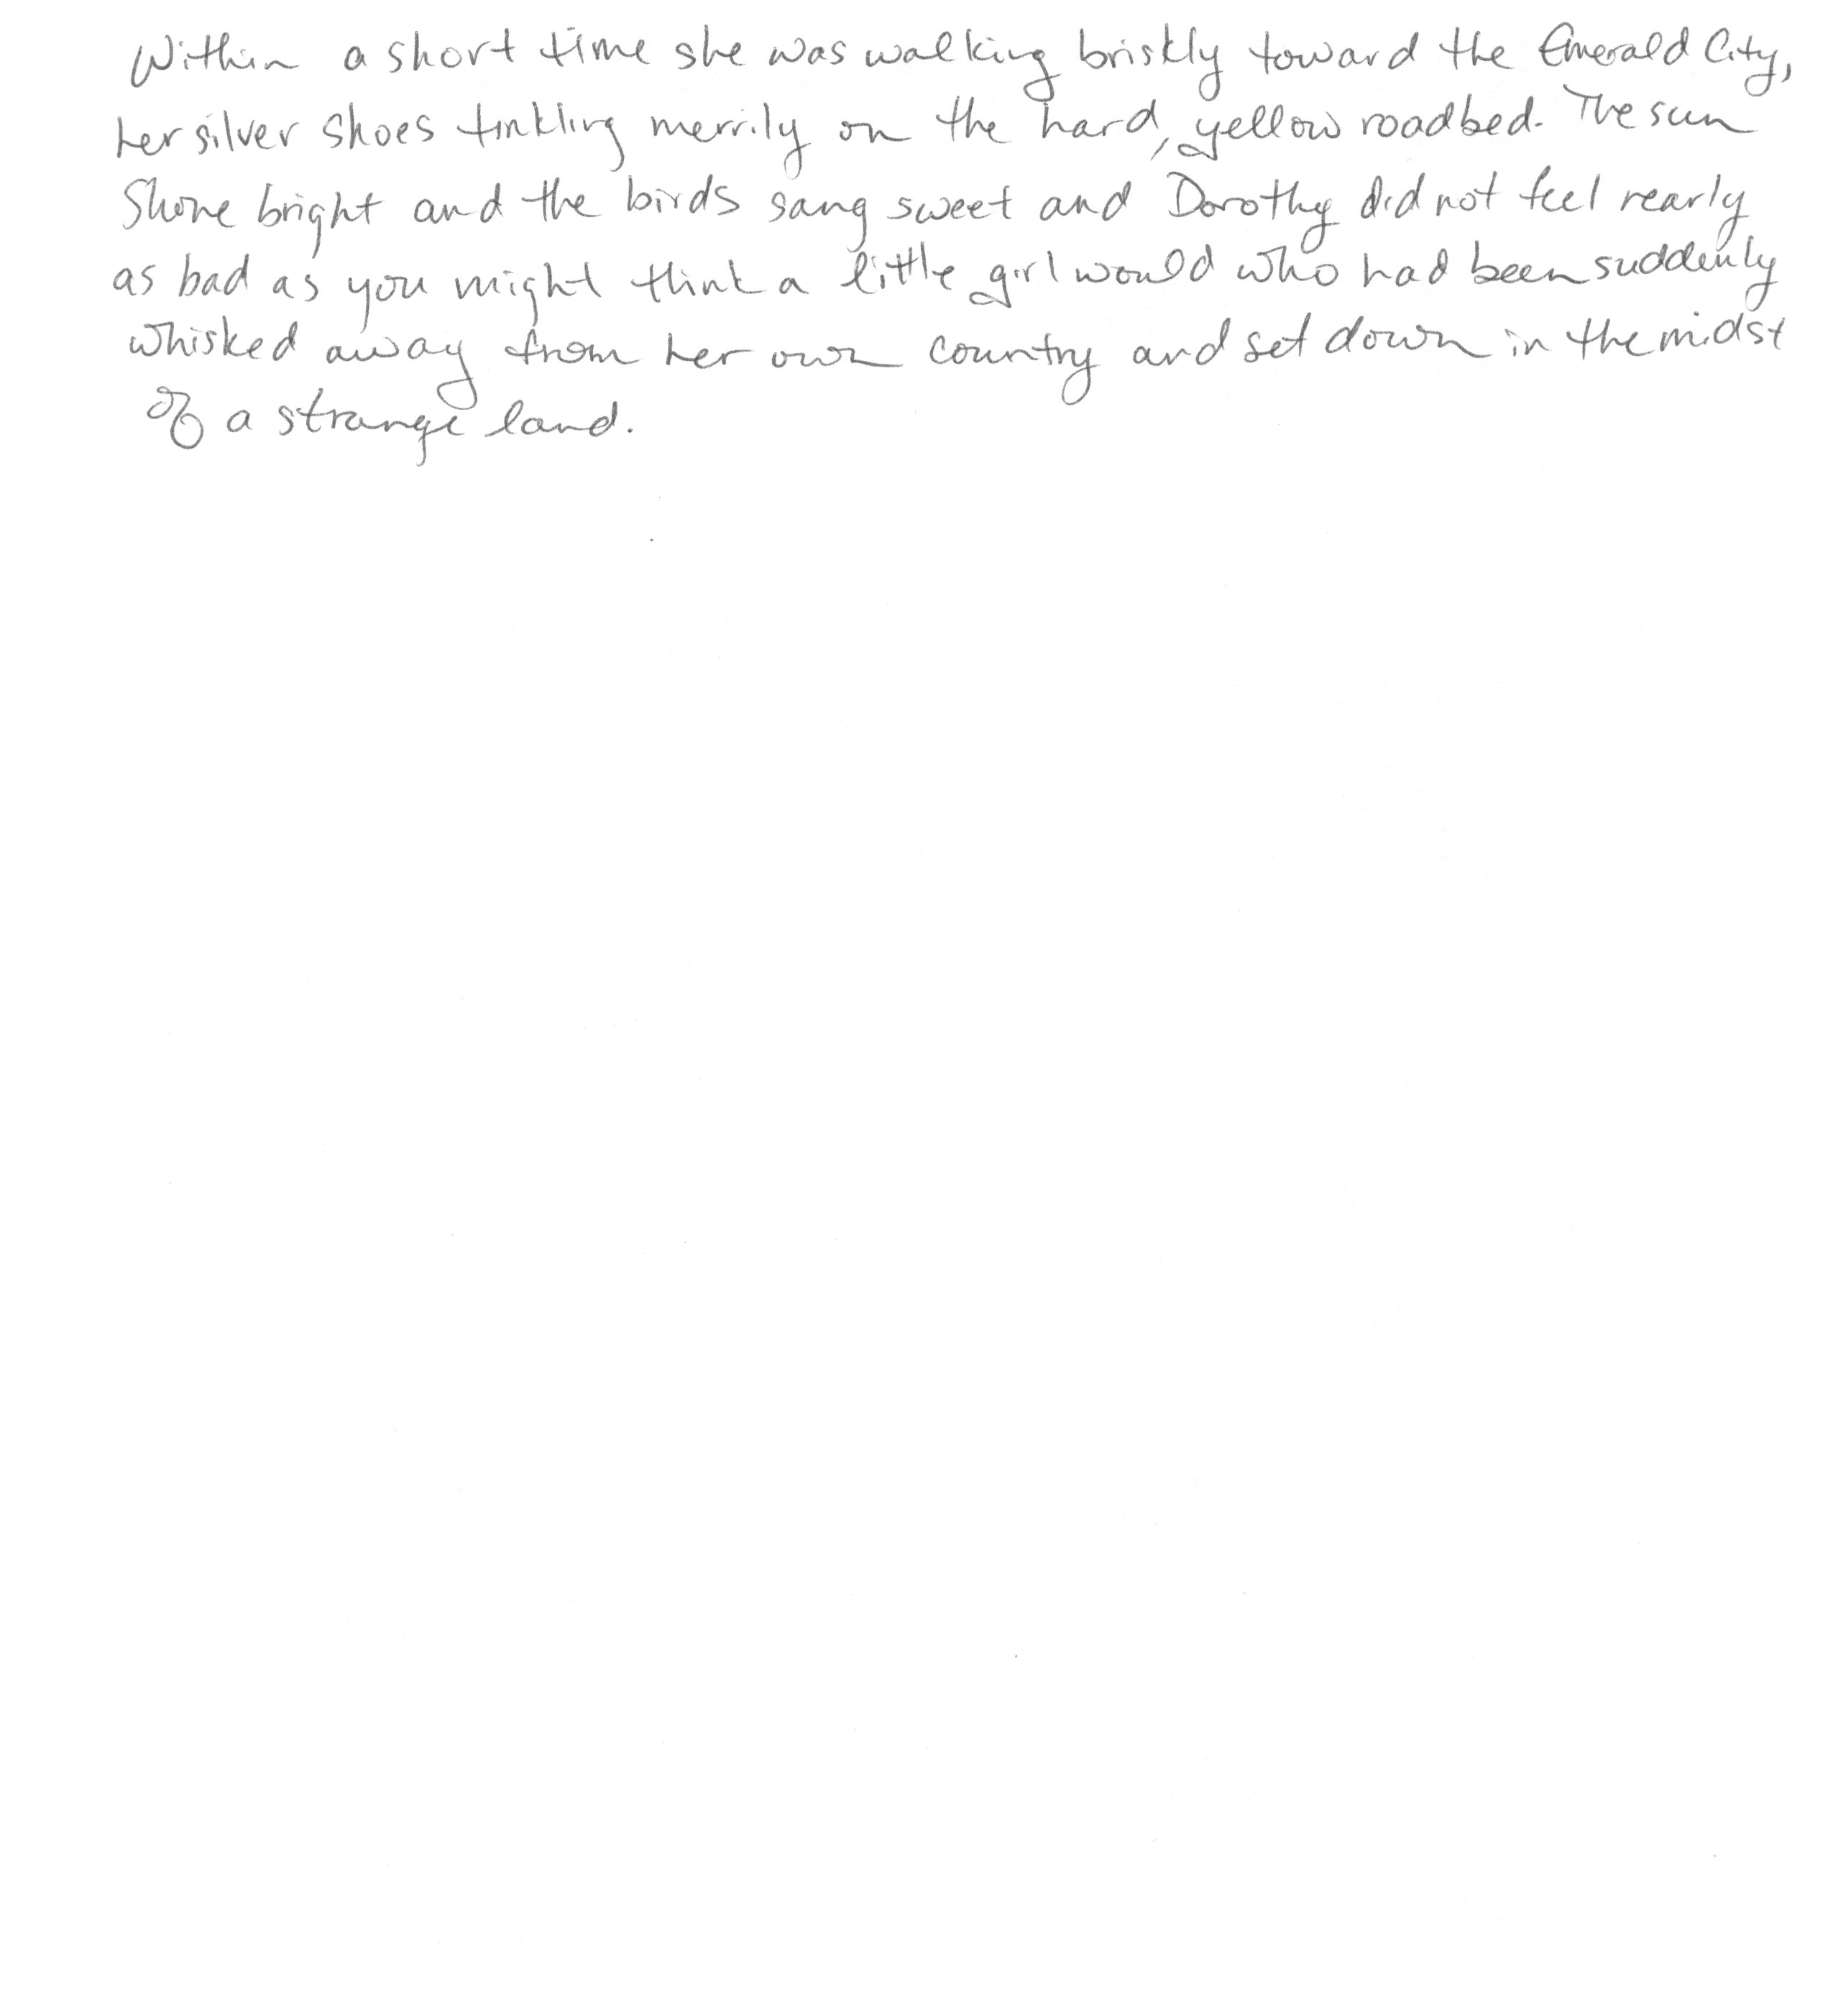 Within a short time she was walking briskly toward the Emerald City,
her silver shoes tinkling merrily on the hard, yellow roadbed. The sun
shone bright and the birds sang sweet and Dorothy did not feel nearly
as bad as you might think a little girl would who had been suddenly
whisked away from her own country and set down in the midst
of a strange land.